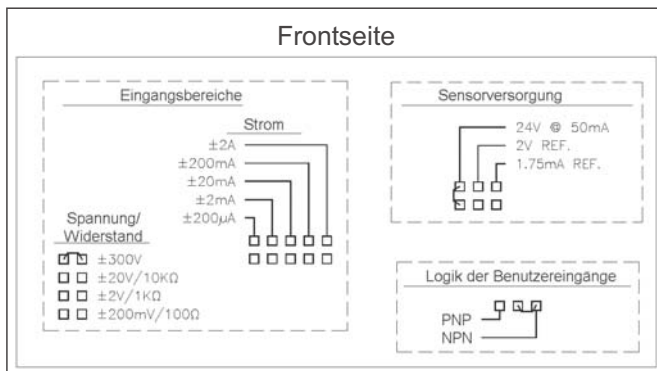 Frontseite
Eingangsbereiche
Strom
±2A
±200mA
±20mA
±2mA
±200µA
Spannung/
Widerstand
±300V
±20V/10KΩ
±2V/1KΩ
±200mV/100Ω
Sensorversorgung
24V @ 50mA
2V REF.
1.75mA REF.
Logik der Benutzereingänge
PNP
NPN